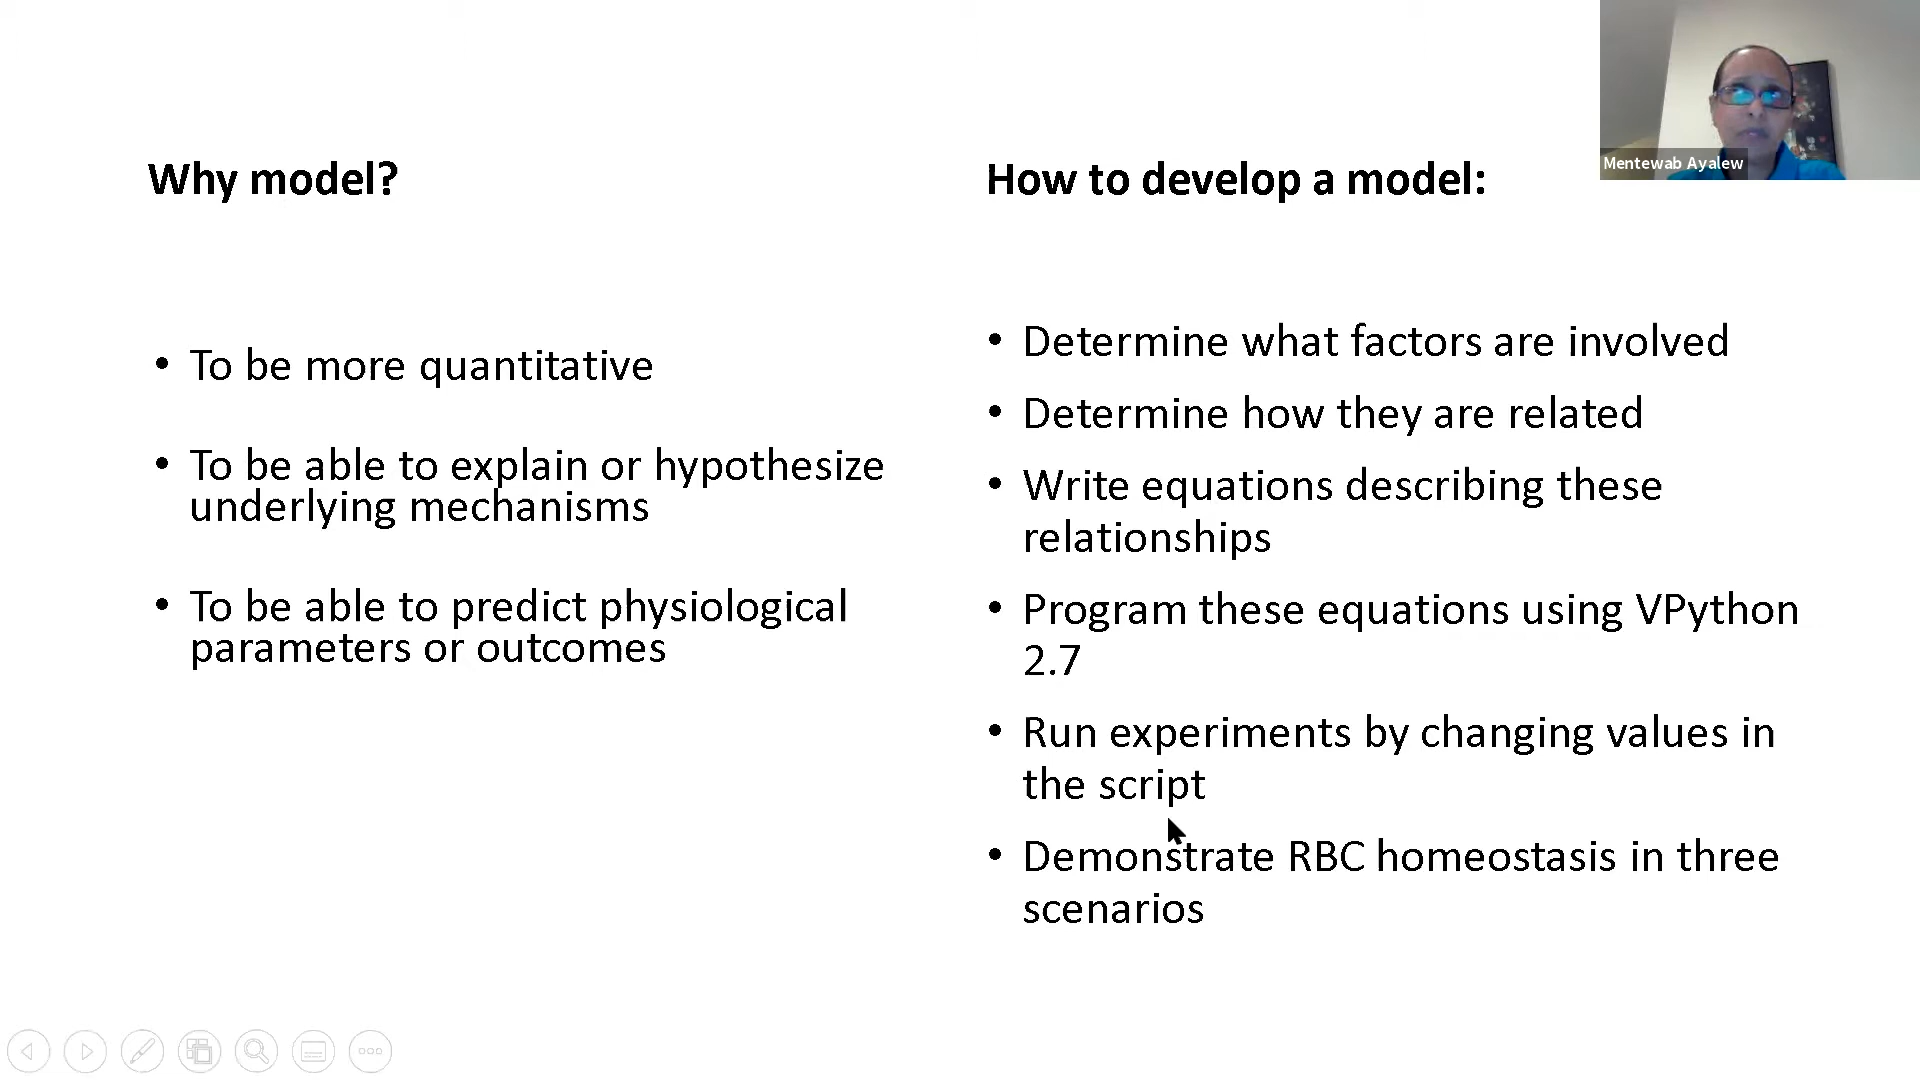 Mentewab Ayalew
Why model?
• To be more quantitative
• To be able to explain or hypothesize
underlying mechanisms
• To be able to predict physiological
parameters or outcomes
How to develop a model:
• Determine what factors are involved
• Determine how they are related
• Write equations describing these
relationships
• Program these equations using VPython
2.7
• Run experiments by changing values in
the script
• Demonstrate RBC homeostasis in three
scenarios